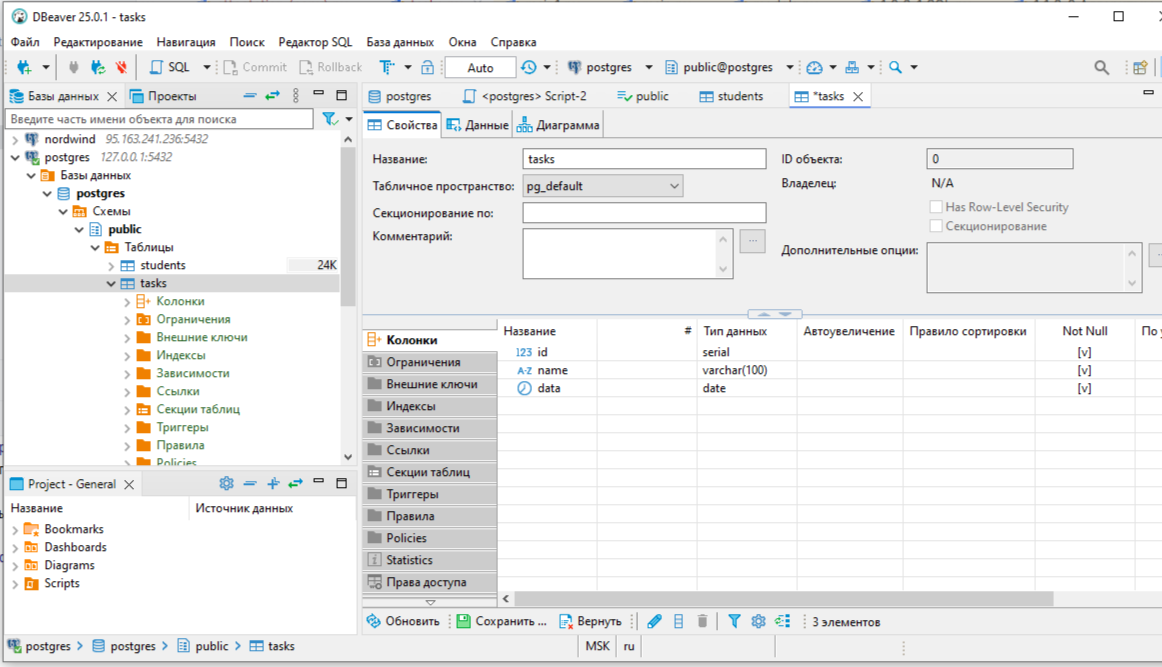 DBeaver 25.0.1 - tasks
Файл Редактирование Навигация Поиск Редактор SQL База данных Окна Справка
SQL Commit Rollback Auto postgres public@postgres
Базы данных Проекты
postgres <postgres> Script-2 public students *tasks
Введите часть имени объекта для поиска
Свойства Данные Диаграмма
nordwind 95.163.241.236:5432
postgres 127.0.0.1:5432
Базы данных
postgres
Схемы
public
Таблицы
students 24K
tasks
Колонки
Ограничения
Внешние ключи
Индексы
Зависимости
Ссылки
Секции таблиц
Триггеры
Правила
Policies
Название: tasks
Табличное пространство: pg_default
Секционирование по:
Комментарий:
...
ID объекта: 0
Владелец: N/A
Has Row-Level Security
Секционирование
Дополнительные опции:
Колонки
Ограничения
Внешние ключи
Индексы
Зависимости
Ссылки
Секции таблиц
Триггеры
Правила
Policies
Statistics
Права доступа
Название # Тип данных Автоувеличение Правило сортировки Not Null По у
123 id serial [v]
A-Z name varchar(100) [v]
data date [v]
Project - General
Название Источник данных
Bookmarks
Dashboards
Diagrams
Scripts
Обновить Сохранить ... Вернуть 3 элементов
postgres postgres public tasks MSK ru